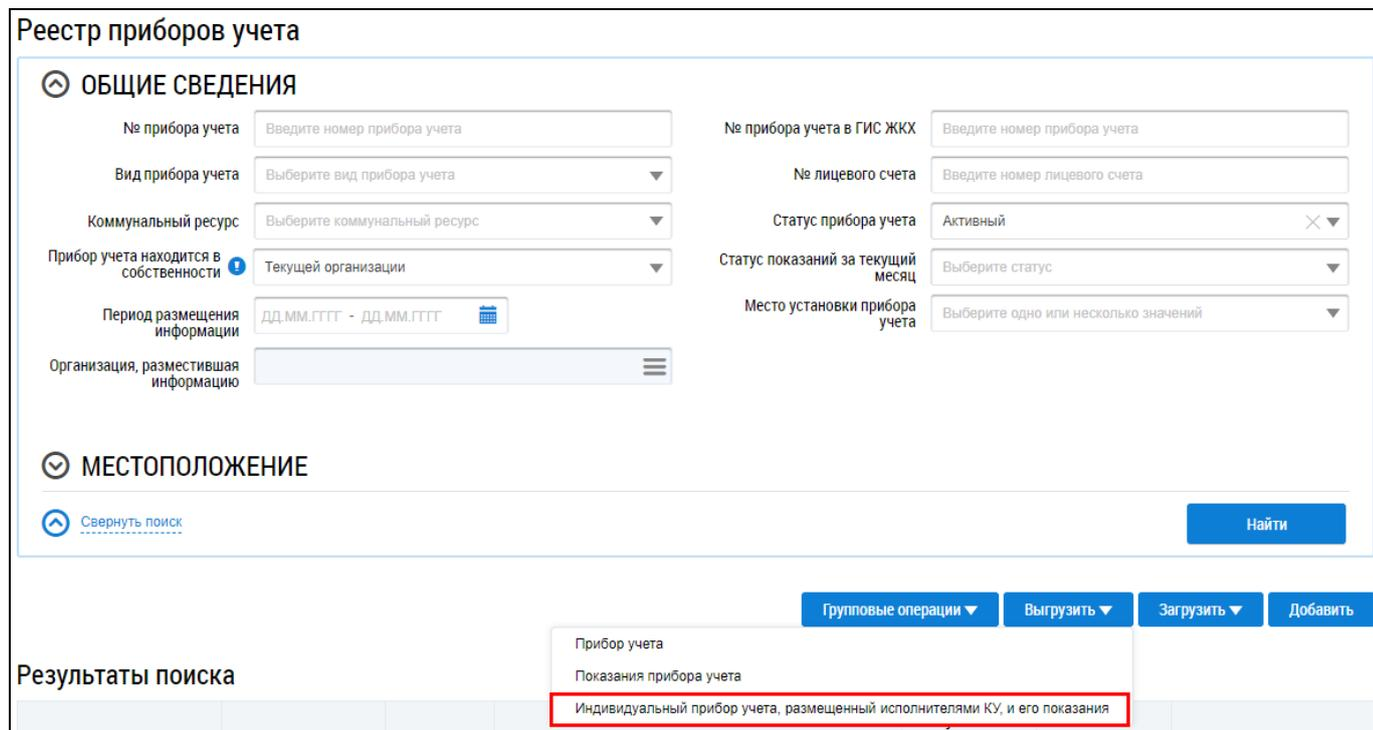 Реестр приборов учета
ОБЩИЕ СВЕДЕНИЯ
№ прибора учета Введите номер прибора учета № прибора учета в ГИС ЖКХ Введите номер прибора учета
Вид прибора учета Выберите вид прибора учета № лицевого счета Введите номер лицевого счета
Коммунальный ресурс Выберите коммунальный ресурс Статус прибора учета Активный
Прибор учета находится в
собственности Текущей организации
Статус показаний за текущий
месяц Выберите статус
Период размещения
информации ДД.ММ.ГГГГ - ДД.ММ.ГГГГ
Место установки прибора
учета Выберите одно или несколько значений
Организация, разместившая
информацию
МЕСТОПОЛОЖЕНИЕ
Свернуть поиск Найти
Групповые операции Выгрузить Загрузить Добавить
Прибор учета
Результаты поиска
Показания прибора учета
Индивидуальный прибор учета, размещенный исполнителями КУ, и его показания